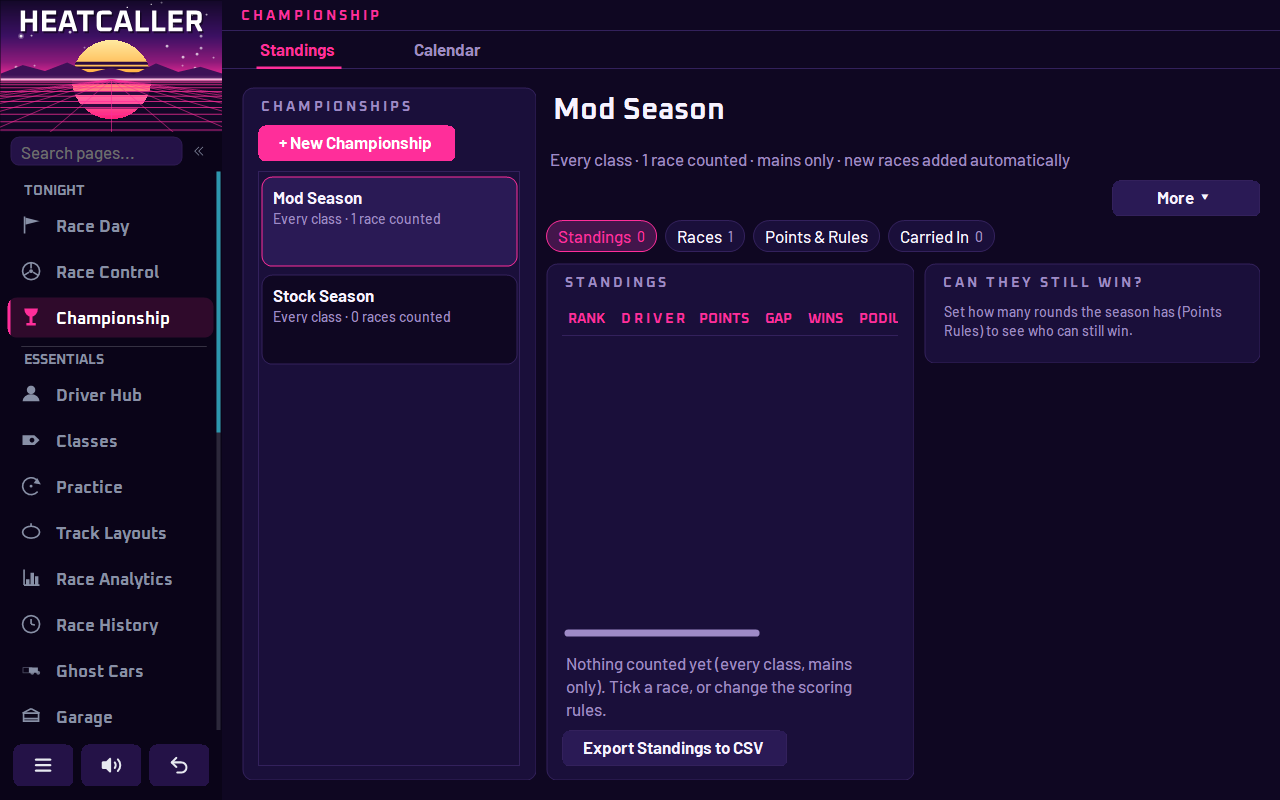 HEATCALLER
Search pages...
TONIGHT
Race Day
Race Control
Championship
ESSENTIALS
Driver Hub
Classes
Practice
Track Layouts
Race Analytics
Race History
Ghost Cars
Garage
CHAMPIONSHIP
Standings
Calendar
CHAMPIONSHIPS
+ New Championship
Mod Season
Every class · 1 race counted
Stock Season
Every class · 0 races counted
Mod Season
Every class · 1 race counted · mains only · new races added automatically
More ▼
Standings 0
Races 1
Points & Rules
Carried In 0
STANDINGS
RANK DRIVER POINTS GAP WINS PODIU
Nothing counted yet (every class, mains
only). Tick a race, or change the scoring
rules.
Export Standings to CSV
CAN THEY STILL WIN?
Set how many rounds the season has (Points
Rules) to see who can still win.